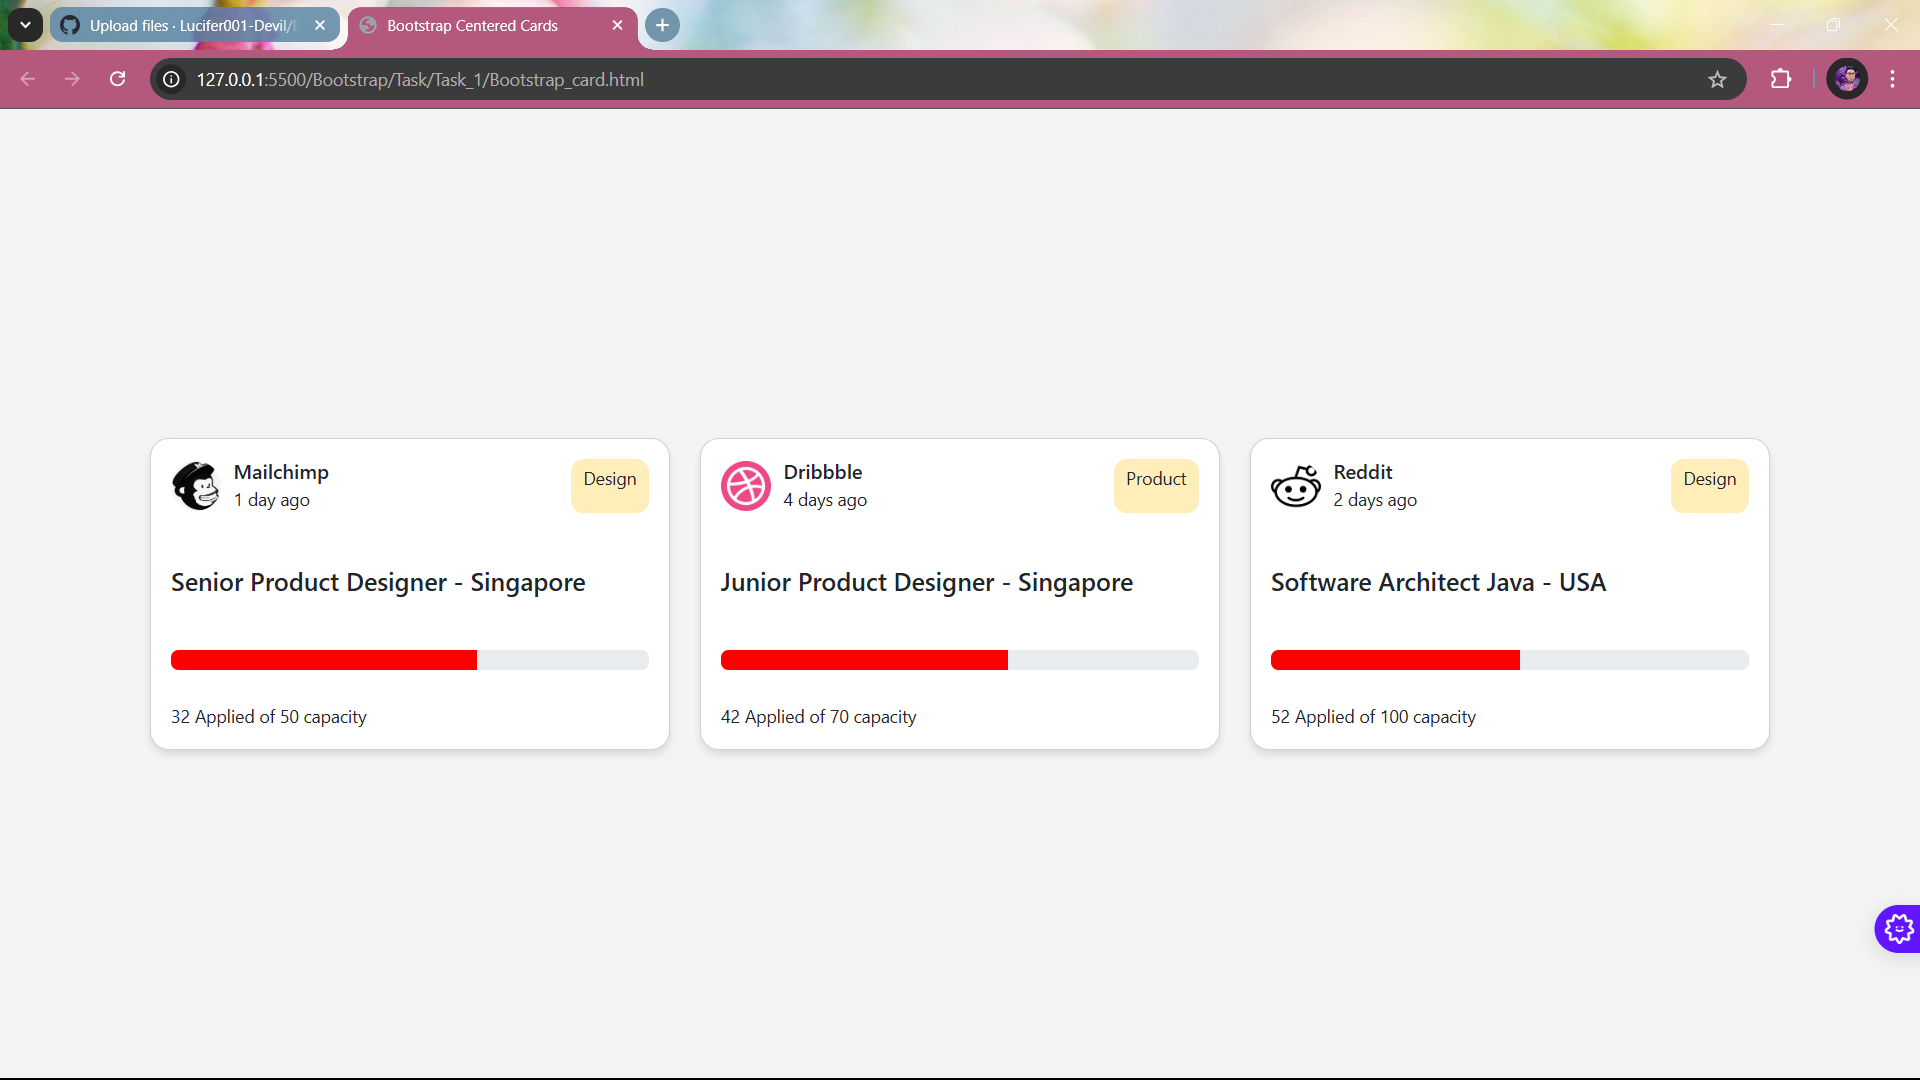 Upload files · Lucifer001-Devil/
Bootstrap Centered Cards
127.0.0.1:5500/Bootstrap/Task/Task_1/Bootstrap_card.html
Mailchimp
1 day ago
Design
Senior Product Designer - Singapore
32 Applied of 50 capacity
Dribbble
4 days ago
Product
Junior Product Designer - Singapore
42 Applied of 70 capacity
Reddit
2 days ago
Design
Software Architect Java - USA
52 Applied of 100 capacity